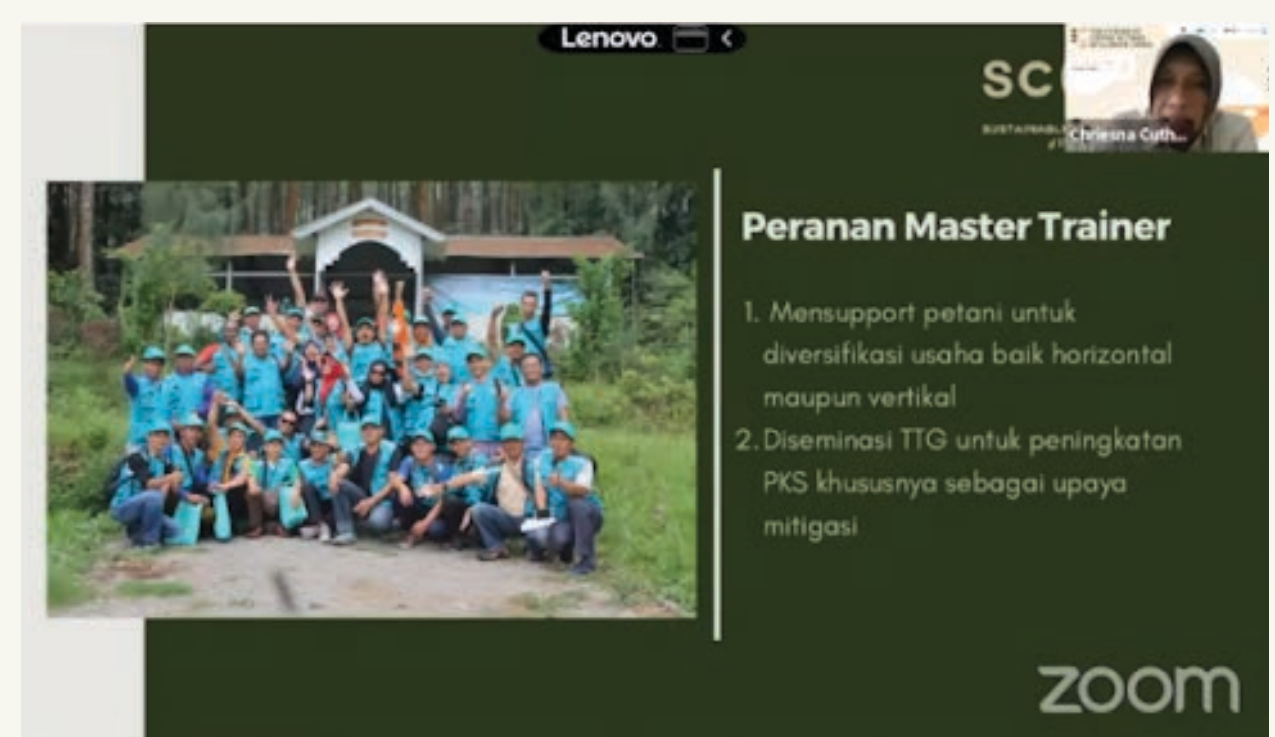 Lenovo
SC
Chriesna Cuth...
Peranan Master Trainer
1. Mensupport petani untuk
diversifikasi usaha baik horizontal
maupun vertikal
2. Diseminasi TTG untuk peningkatan
PKS khususnya sebagai upaya
mitigasi
zoom